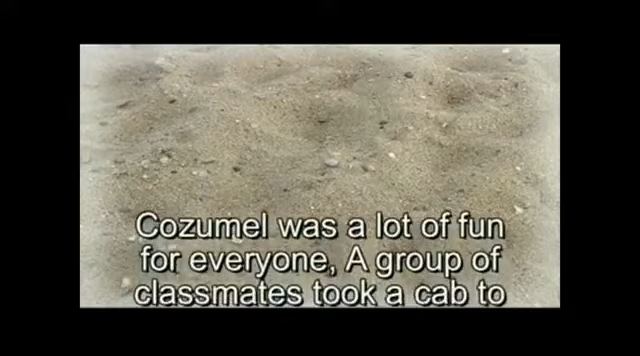 Cozumel was a lot of fun
for everyone, A group of
classmates took a cab to